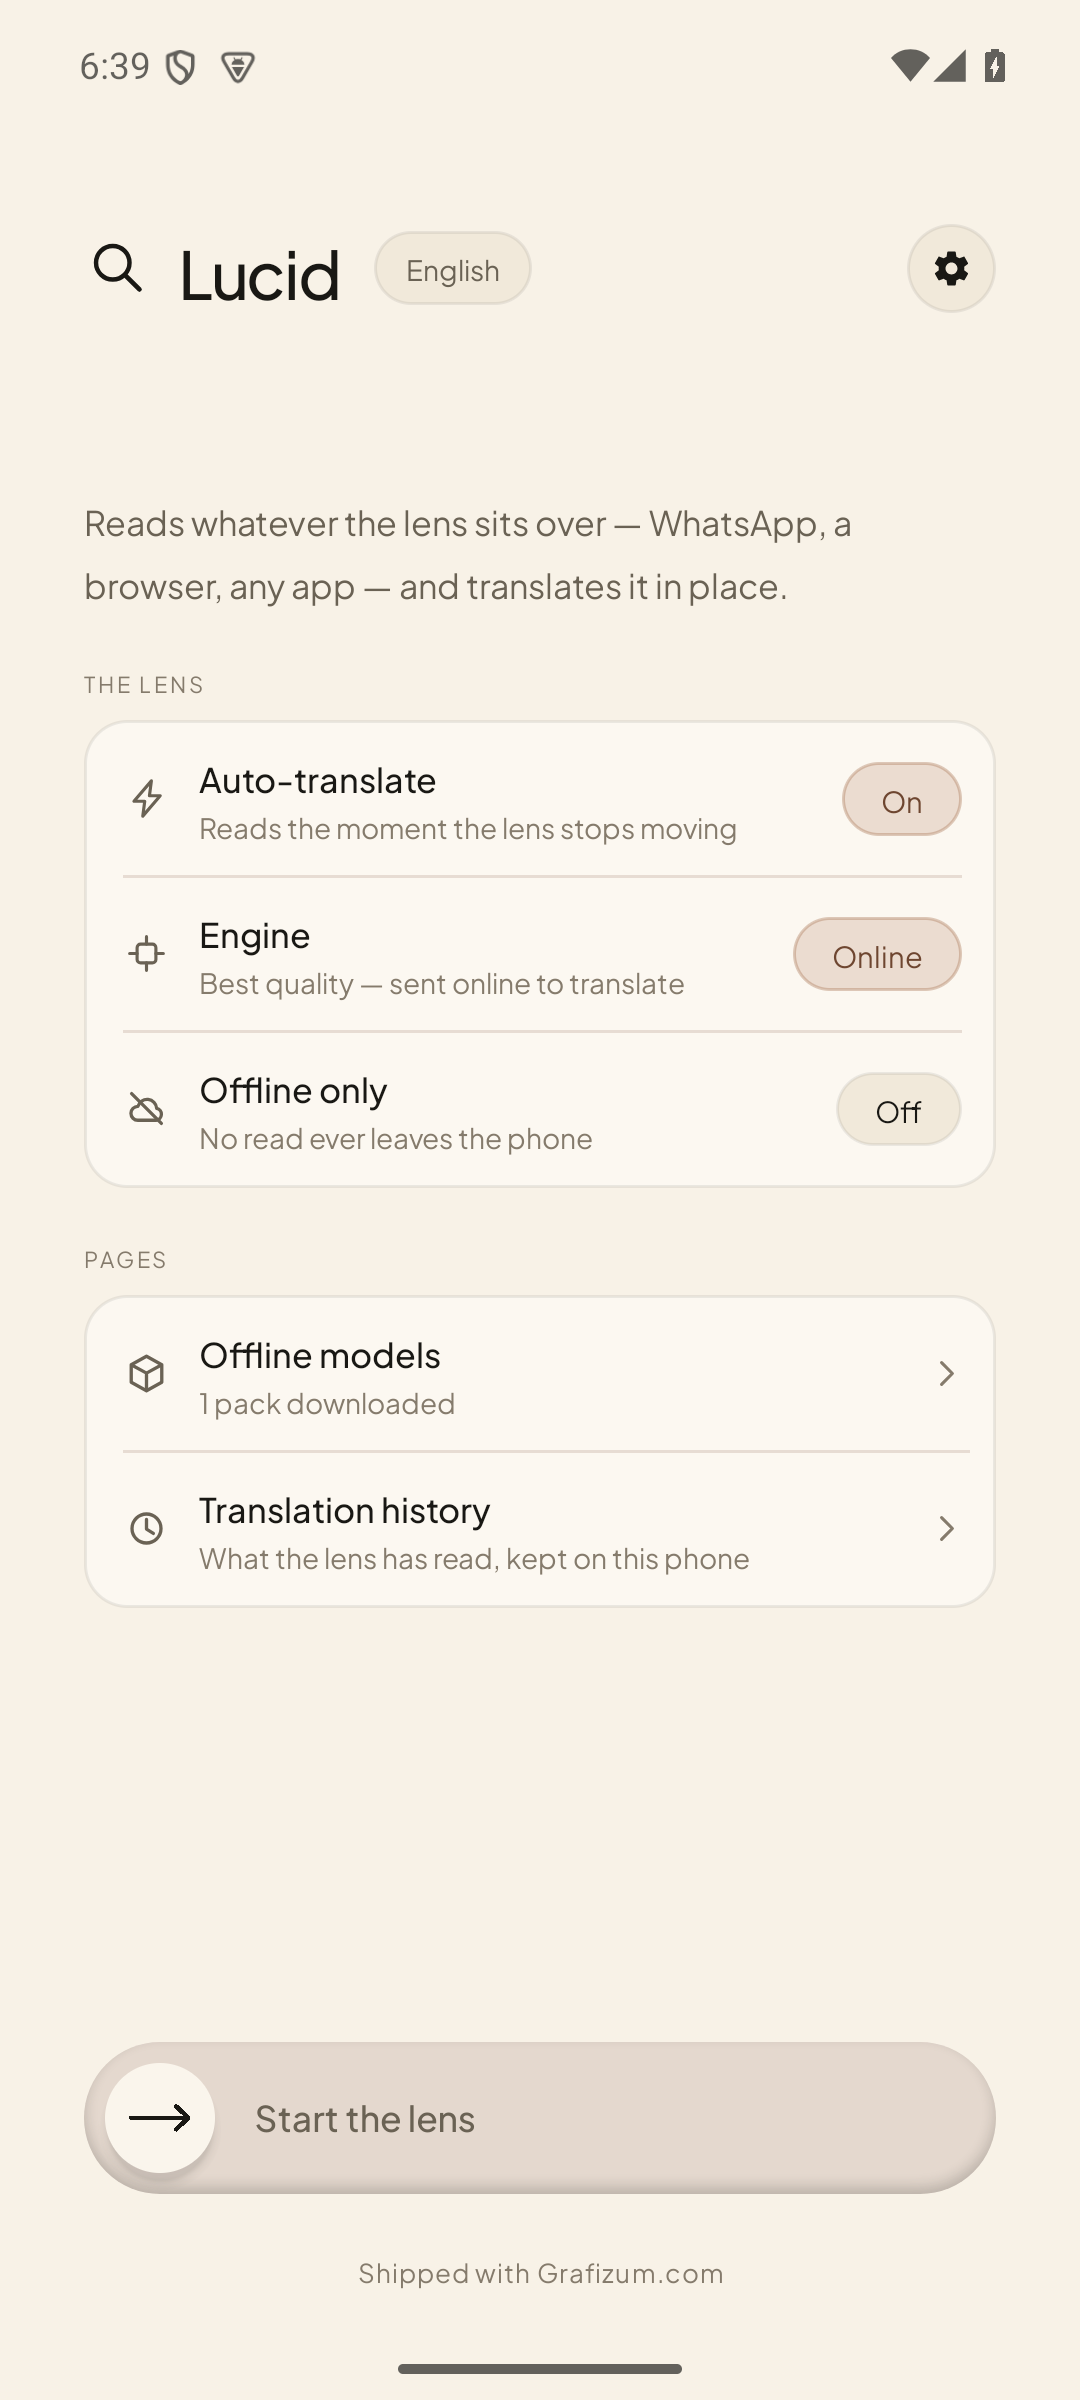 6:39
Lucid
English
Reads whatever the lens sits over — WhatsApp, a
browser, any app — and translates it in place.
THE LENS
Auto-translate
Reads the moment the lens stops moving
On
Engine
Best quality — sent online to translate
Online
Offline only
No read ever leaves the phone
Off
PAGES
Offline models
1 pack downloaded
Translation history
What the lens has read, kept on this phone
Start the lens
Shipped with Grafizum.com